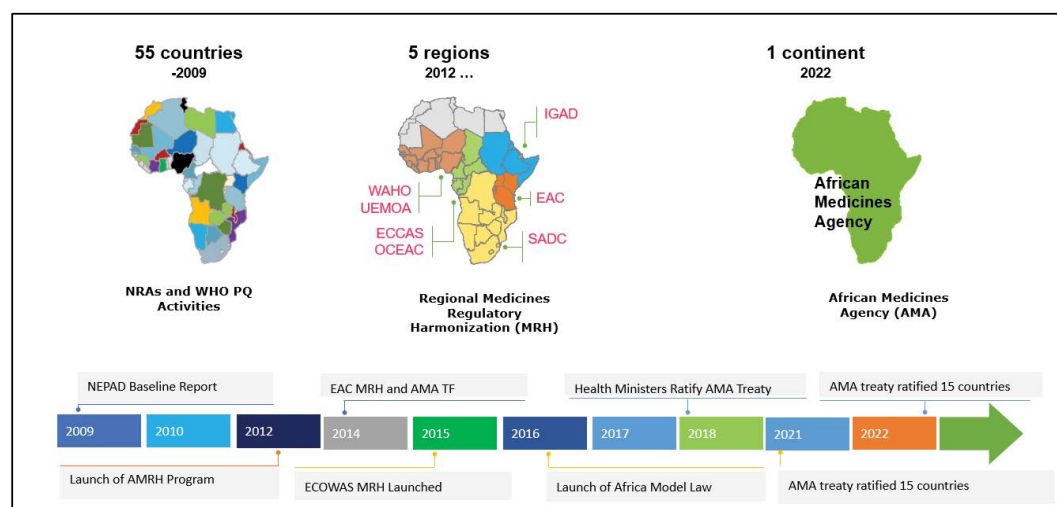 55 countries
-2009
5 regions
2012 ...
1 continent
2022
IGAD
WAHO
UEMOA
EAC
ECCAS
OCEAC
SADC
African
Medicines
Agency
NRAs and WHO PQ
Activities
Regional Medicines
Regulatory
Harmonization (MRH)
African Medicines
Agency (AMA)
NEPAD Baseline Report
EAC MRH and AMA TF
Health Ministers Ratify AMA Treaty
AMA treaty ratified 15 countries
2009
2010
2012
2014
2015
2016
2017
2018
2021
2022
Launch of AMRH Program
ECOWAS MRH Launched
Launch of Africa Model Law
AMA treaty ratified 15 countries